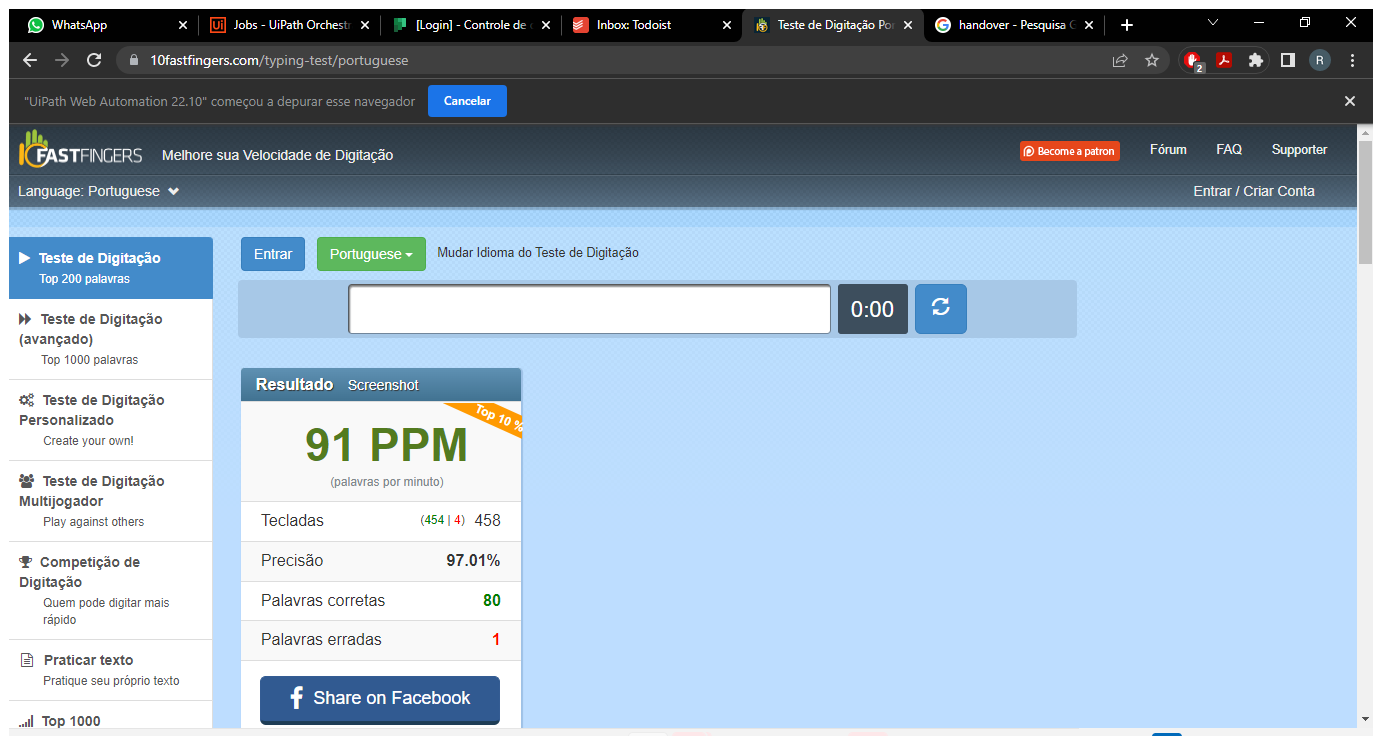 WhatsApp
Jobs - UiPath Orchestr
[Login] - Controle de
Inbox: Todoist
Teste de Digitação Por
handover - Pesquisa G
10fastfingers.com/typing-test/portuguese
2
R
"UiPath Web Automation 22.10" começou a depurar esse navegador
Cancelar
10FASTFINGERS
Melhore sua Velocidade de Digitação
Become a patron
Fórum
FAQ
Supporter
Language: Portuguese
Entrar / Criar Conta
Teste de Digitação
Top 200 palavras
Teste de Digitação
(avançado)
Top 1000 palavras
Teste de Digitação
Personalizado
Create your own!
Teste de Digitação
Multijogador
Play against others
Competição de
Digitação
Quem pode digitar mais
rápido
Praticar texto
Pratique seu próprio texto
Top 1000
Entrar
Portuguese
Mudar Idioma do Teste de Digitação
0:00
Resultado Screenshot
Top 10 %
91 PPM
(palavras por minuto)
Tecladas (454 | 4) 458
Precisão 97.01%
Palavras corretas 80
Palavras erradas 1
Share on Facebook